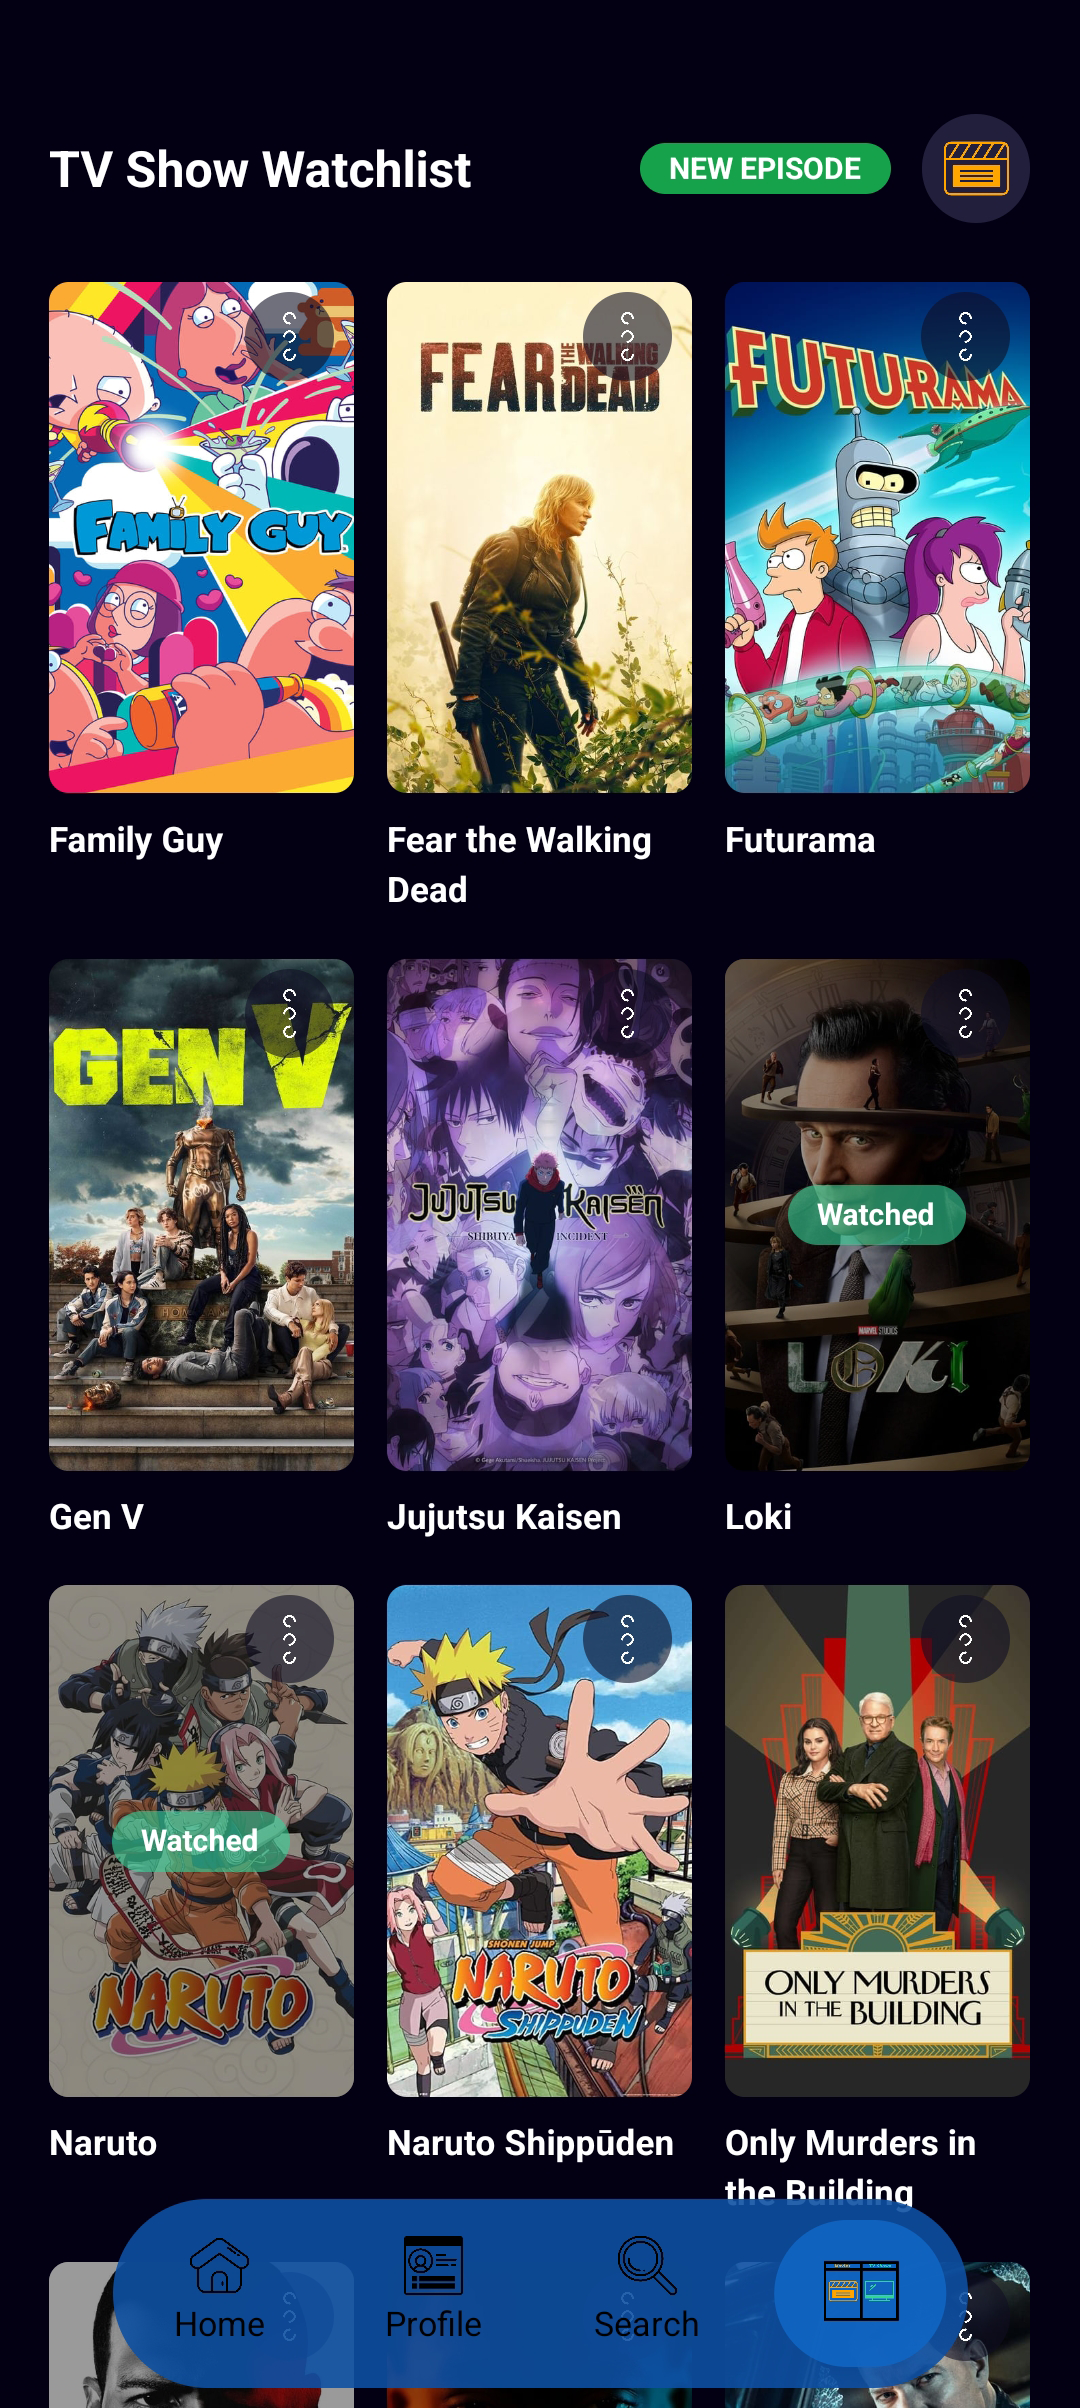 TV Show Watchlist
NEW EPISODE
FAMILY GUY
FEAR THE WALKING DEAD
FUTURAMA
Family Guy
Fear the Walking
Dead
Futurama
GEN V
JUJUTSU KAISEN
SHIBUYA INCIDENT
Watched
MARVEL STUDIOS
LOKI
Gen V
Jujutsu Kaisen
Loki
Watched
NARUTO
SHONEN JUMP
NARUTO
SHIPPUDEN
ONLY MURDERS
IN THE BUILDING
Naruto
Naruto Shippūden
Only Murders in
the Building
Home
Profile
Search